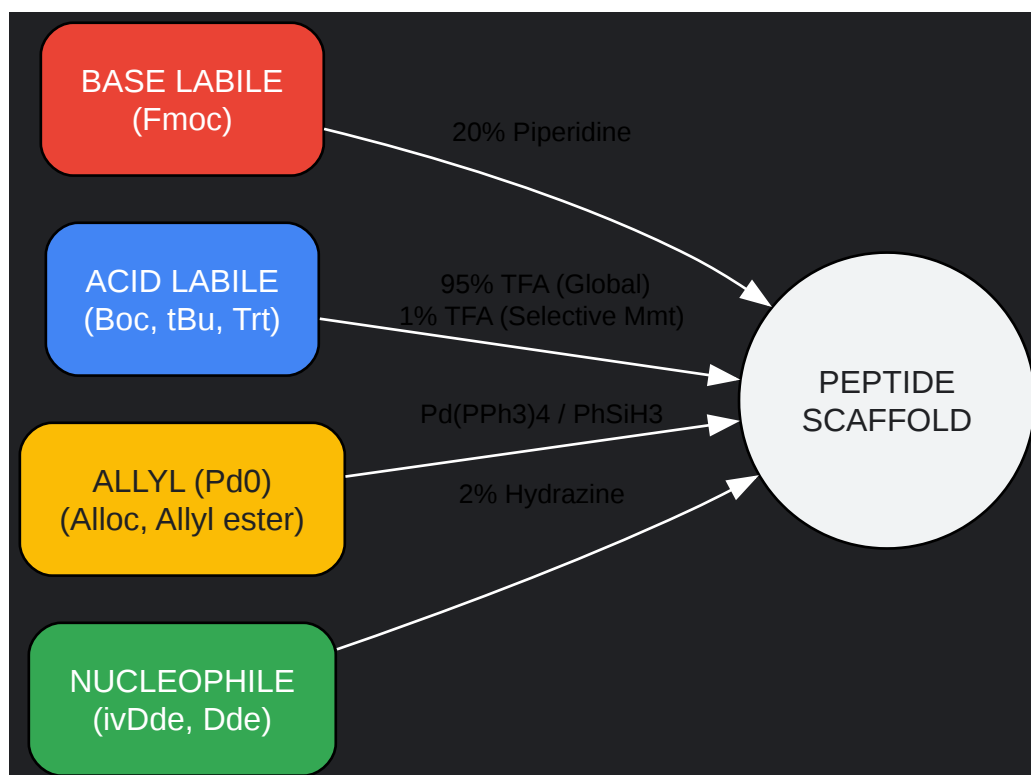 BASE LABILE
(Fmoc)
20% Piperidine
ACID LABILE
(Boc, tBu, Trt)
95% TFA (Global)
1% TFA (Selective Mmt)
ALLYL (Pd0)
(Alloc, Allyl ester)
Pd(PPh3)4 / PhSiH3
NUCLEOPHILE
(ivDde, Dde)
2% Hydrazine
PEPTIDE
SCAFFOLD